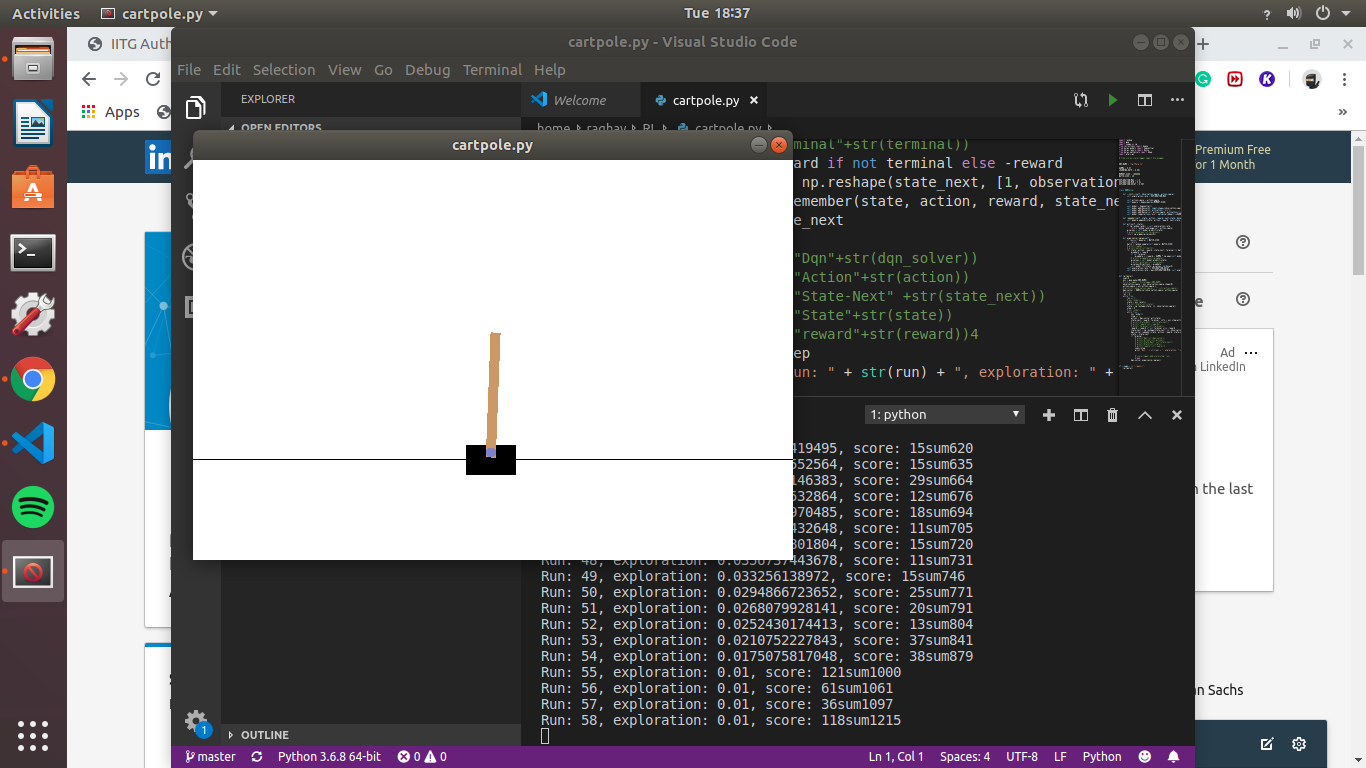 Activities cartpole.py Tue 18:37 ?
IITG Auth
cartpole.py - Visual Studio Code
File Edit Selection View Go Debug Terminal Help
Apps
»
EXPLORER
Welcome cartpole.py
OPEN EDITORS
home raghav RL cartpole.py
in
cartpole.py
minal"+str(terminal))
ard if not terminal else -reward
np.reshape(state_next, [1, observation
emember(state, action, reward, state_ne
e_next
"Dqn"+str(dqn_solver))
"Action"+str(action))
"State-Next" +str(state_next))
"State"+str(state))
"reward"+str(reward))4
ep
un: " + str(run) + ", exploration: " +
Premium Free
or 1 Month
Ad
LinkedIn
1: python
419495, score: 15sum620
552564, score: 15sum635
146383, score: 29sum664
532864, score: 12sum676
970485, score: 18sum694
432648, score: 11sum705
801804, score: 15sum720
Run: 48, exploration: 0.0350737443678, score: 11sum731
Run: 49, exploration: 0.033256138972, score: 15sum746
Run: 50, exploration: 0.0294866723652, score: 25sum771
Run: 51, exploration: 0.0268079928141, score: 20sum791
Run: 52, exploration: 0.0252430174413, score: 13sum804
Run: 53, exploration: 0.0210752227843, score: 37sum841
Run: 54, exploration: 0.0175075817048, score: 38sum879
Run: 55, exploration: 0.01, score: 121sum1000
Run: 56, exploration: 0.01, score: 61sum1061
Run: 57, exploration: 0.01, score: 36sum1097
Run: 58, exploration: 0.01, score: 118sum1215
n the last
n Sachs
OUTLINE
1
master Python 3.6.8 64-bit 0 0 Ln 1, Col 1 Spaces: 4 UTF-8 LF Python